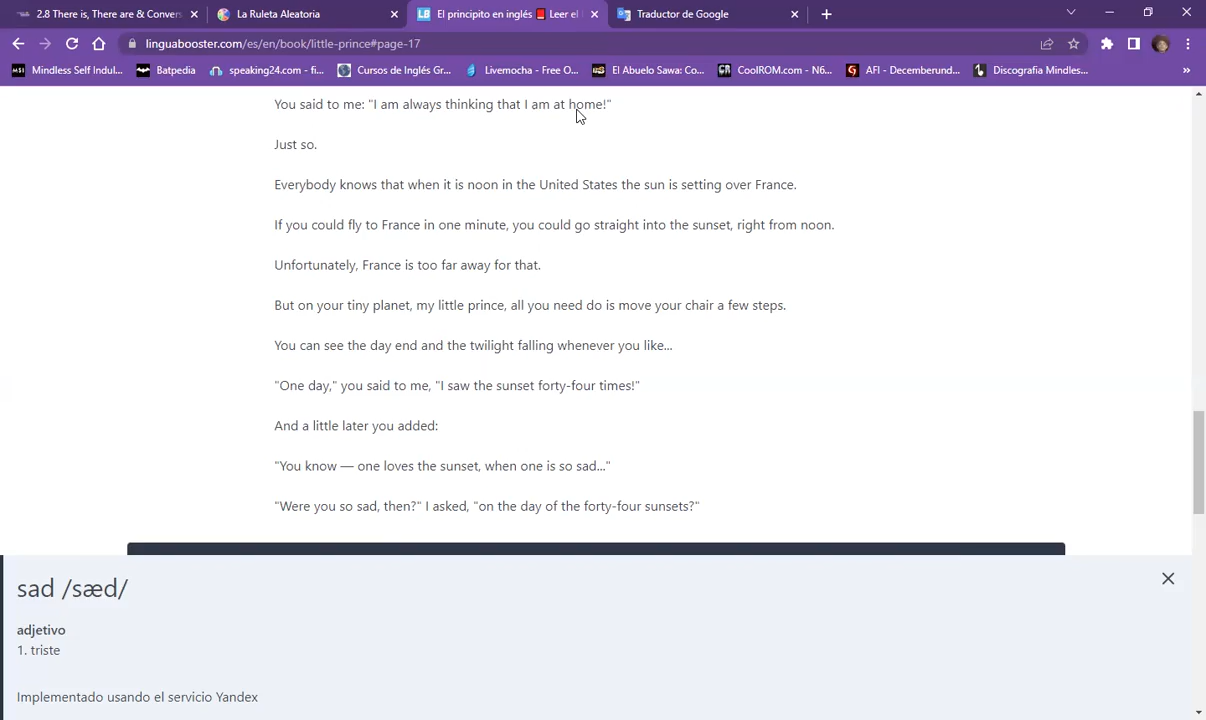 2.8 There is, There are & Convers
La Ruleta Aleatoria
El principito en inglés
Leer el
Traductor de Google
linguabooster.com/es/en/book/little-prince#page-17
Mindless Self Indul...
Batpedia
speaking24.com - fi...
Cursos de Inglés Gr...
Livemocha - Free O...
El Abuelo Sawa: Co...
CoolROM.com - N6...
AFI - Decemberund...
Discografia Mindles...
You said to me: "I am always thinking that I am at home!"
Just so.
Everybody knows that when it is noon in the United States the sun is setting over France.
If you could fly to France in one minute, you could go straight into the sunset, right from noon.
Unfortunately, France is too far away for that.
But on your tiny planet, my little prince, all you need do is move your chair a few steps.
You can see the day end and the twilight falling whenever you like...
"One day," you said to me, "I saw the sunset forty-four times!"
And a little later you added:
"You know — one loves the sunset, when one is so sad..."
"Were you so sad, then?" I asked, "on the day of the forty-four sunsets?"
sad /sæd/
adjetivo
1. triste
Implementado usando el servicio Yandex